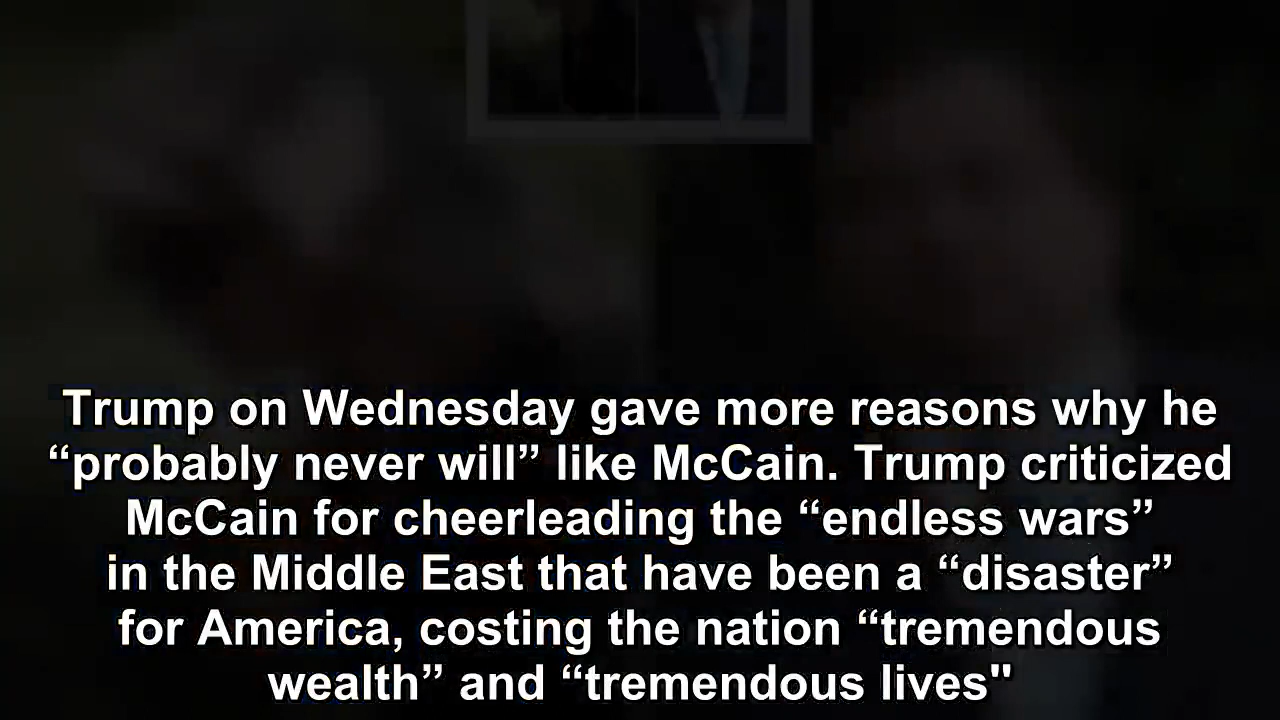 Trump on Wednesday gave more reasons why he
“probably never will” like McCain. Trump criticized
McCain for cheerleading the “endless wars”
in the Middle East that have been a “disaster”
for America, costing the nation “tremendous
wealth” and “tremendous lives"